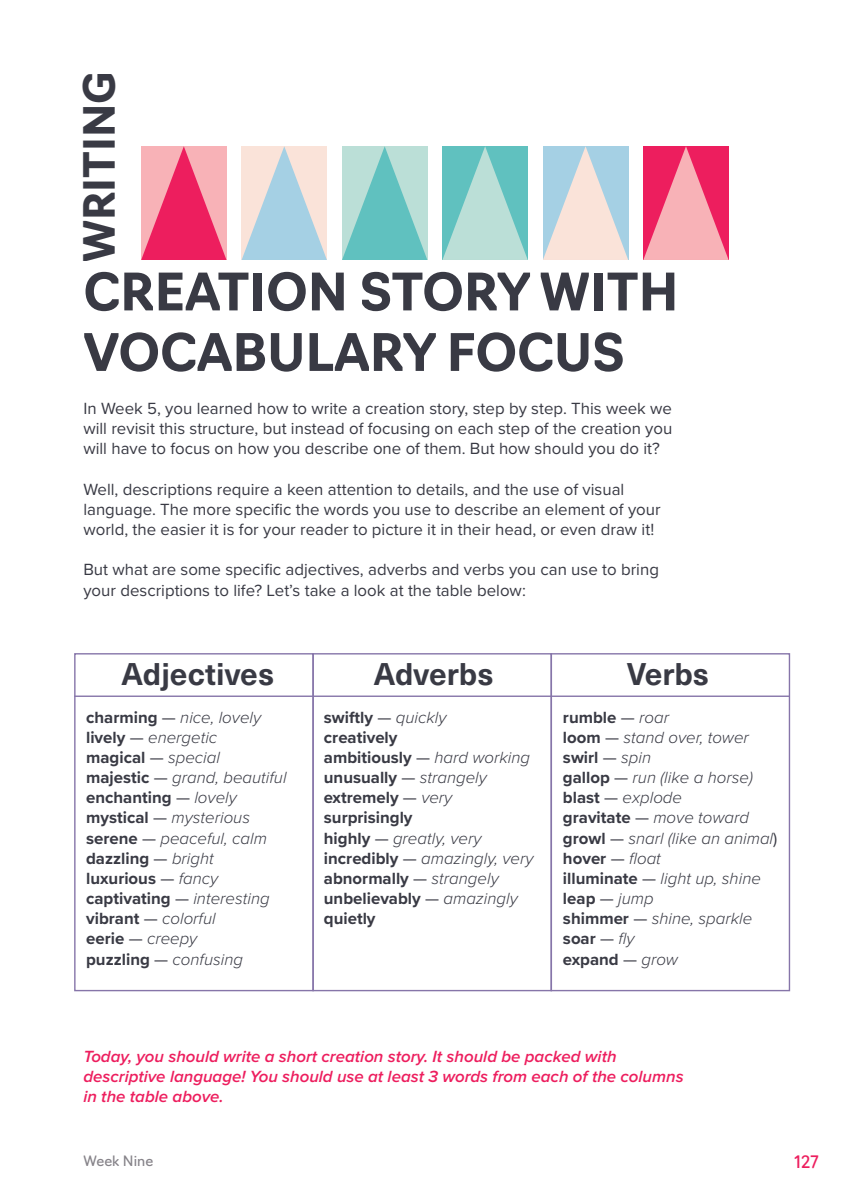 WRITING
CREATION STORY WITH
VOCABULARY FOCUS
In Week 5, you learned how to write a creation story, step by step. This week we
will revisit this structure, but instead of focusing on each step of the creation you
will have to focus on how you describe one of them. But how should you do it?
Well, descriptions require a keen attention to details, and the use of visual
language. The more specific the words you use to describe an element of your
world, the easier it is for your reader to picture it in their head, or even draw it!
But what are some specific adjectives, adverbs and verbs you can use to bring
your descriptions to life? Let’s take a look at the table below:
Adjectives
charming — nice, lovely
lively — energetic
magical — special
majestic — grand, beautiful
enchanting — lovely
mystical — mysterious
serene — peaceful, calm
dazzling — bright
luxurious — fancy
captivating — interesting
vibrant — colorful
eerie — creepy
puzzling — confusing
Adverbs
swiftly — quickly
creatively
ambitiously — hard working
unusually — strangely
extremely — very
surprisingly
highly — greatly, very
incredibly — amazingly, very
abnormally — strangely
unbelievably — amazingly
quietly
Verbs
rumble — roar
loom — stand over, tower
swirl — spin
gallop — run (like a horse)
blast — explode
gravitate — move toward
growl — snarl (like an animal)
hover — float
illuminate — light up, shine
leap — jump
shimmer — shine, sparkle
soar — fly
expand — grow
Today, you should write a short creation story. It should be packed with
descriptive language! You should use at least 3 words from each of the columns
in the table above.
Week Nine
127